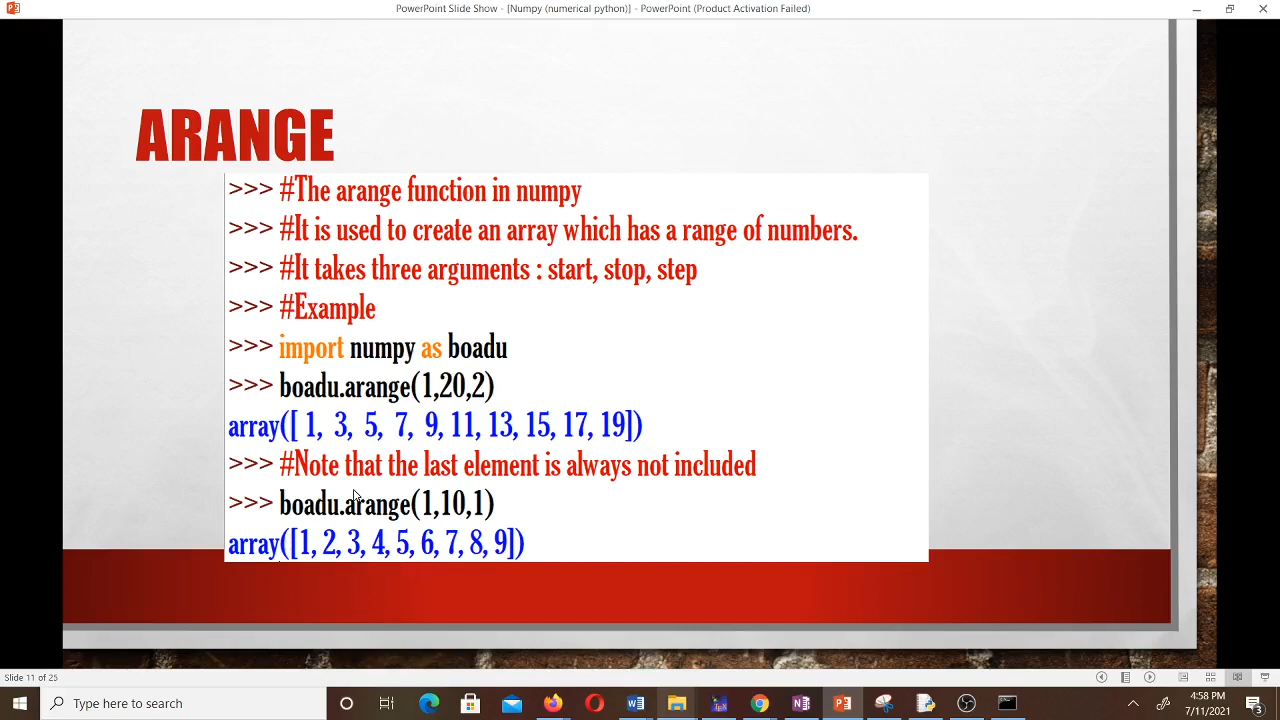 PowerPoint Slide Show - [Numpy (numerical python)] - PowerPoint (Product Activation Failed)
ARANGE
>>> #The arange function in numpy
>>> #It is used to create an array which has a range of numbers.
>>> #It takes three arguments : start, stop, step
>>> #Example
>>> import numpy as boadu
>>> boadu.arange(1,20,2)
array([ 1,  3,  5,  7,  9, 11, 13, 15, 17, 19])
>>> #Note that the last element is always not included
>>> boadu.arange(1,10,1)
array([1, 2, 3, 4, 5, 6, 7, 8, 9])
Slide 11 of 25
Type here to search
4:58 PM
7/11/2021
3